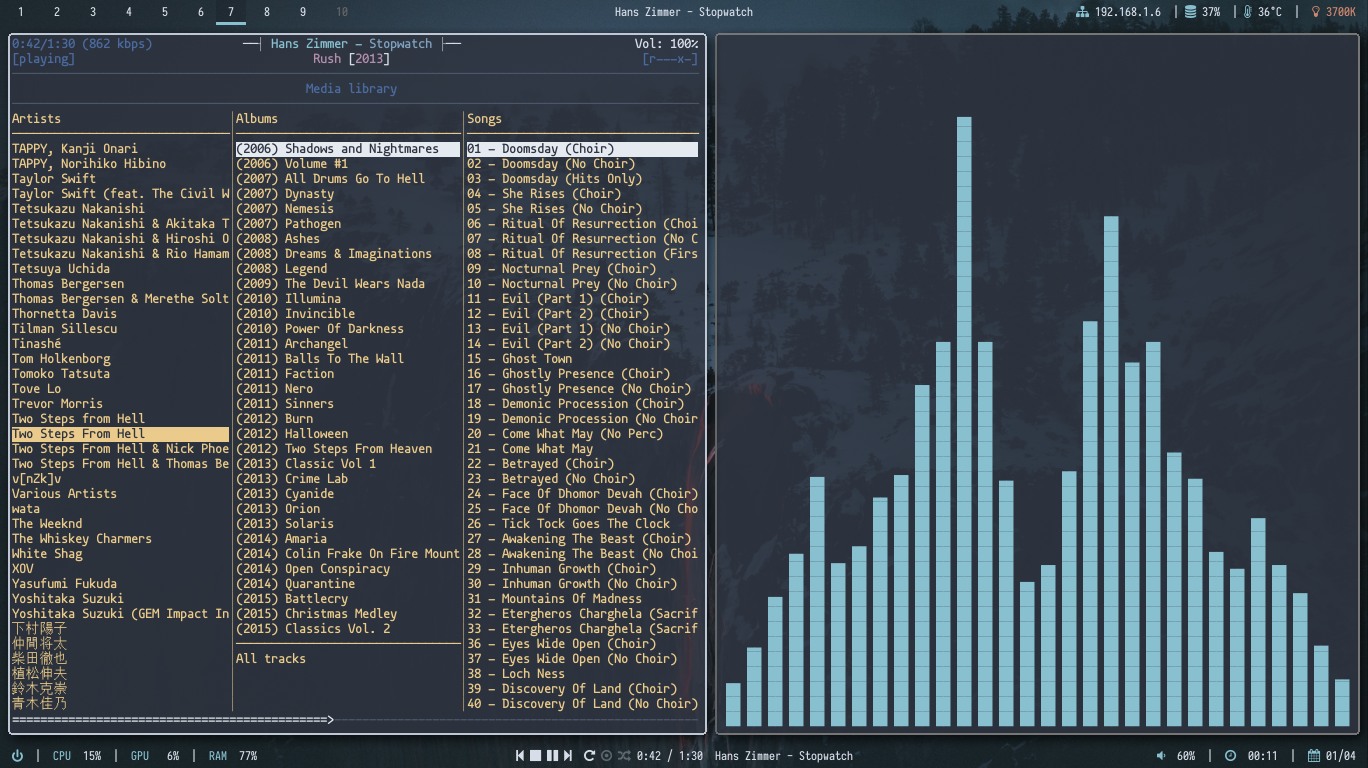 1 2 3 4 5 6 7 8 9 10 Hans Zimmer - Stopwatch 192.168.1.6 | 37% | 36°C | 3700K
0:42/1:30 (862 kbps) ──┤ Hans Zimmer - Stopwatch ├── Vol: 100%
[playing] Rush [2013] [r---x-]
Media library
Artists
TAPPY, Kanji Onari
TAPPY, Norihiko Hibino
Taylor Swift
Taylor Swift (feat. The Civil W
Tetsukazu Nakanishi
Tetsukazu Nakanishi & Akitaka T
Tetsukazu Nakanishi & Hiroshi O
Tetsukazu Nakanishi & Rio Hamam
Tetsuya Uchida
Thomas Bergersen
Thomas Bergersen & Merethe Solt
Thornetta Davis
Tilman Sillescu
Tinashé
Tom Holkenborg
Tomoko Tatsuta
Tove Lo
Trevor Morris
Two Steps from Hell
Two Steps From Hell
Two Steps From Hell & Nick Phoe
Two Steps From Hell & Thomas Be
v[nZk]v
Various Artists
wata
The Weeknd
The Whiskey Charmers
White Shag
XOV
Yasufumi Fukuda
Yoshitaka Suzuki
Yoshitaka Suzuki (GEM Impact In
下村陽子
仲間将太
柴田徹也
植松伸夫
鈴木克崇
青木佳乃
Albums
(2006) Shadows and Nightmares
(2006) Volume #1
(2007) All Drums Go To Hell
(2007) Dynasty
(2007) Nemesis
(2007) Pathogen
(2008) Ashes
(2008) Dreams & Imaginations
(2008) Legend
(2009) The Devil Wears Nada
(2010) Illumina
(2010) Invincible
(2010) Power Of Darkness
(2011) Archangel
(2011) Balls To The Wall
(2011) Faction
(2011) Nero
(2011) Sinners
(2012) Burn
(2012) Halloween
(2012) Two Steps From Heaven
(2013) Classic Vol 1
(2013) Crime Lab
(2013) Cyanide
(2013) Orion
(2013) Solaris
(2014) Amaria
(2014) Colin Frake On Fire Mount
(2014) Open Conspiracy
(2014) Quarantine
(2015) Battlecry
(2015) Christmas Medley
(2015) Classics Vol. 2
All tracks
Songs
01 - Doomsday (Choir)
02 - Doomsday (No Choir)
03 - Doomsday (Hits Only)
04 - She Rises (Choir)
05 - She Rises (No Choir)
06 - Ritual Of Resurrection (Choi
07 - Ritual Of Resurrection (No C
08 - Ritual Of Resurrection (Firs
09 - Nocturnal Prey (Choir)
10 - Nocturnal Prey (No Choir)
11 - Evil (Part 1) (Choir)
12 - Evil (Part 2) (Choir)
13 - Evil (Part 1) (No Choir)
14 - Evil (Part 2) (No Choir)
15 - Ghost Town
16 - Ghostly Presence (Choir)
17 - Ghostly Presence (No Choir)
18 - Demonic Procession (Choir)
19 - Demonic Procession (No Choir
20 - Come What May (No Perc)
21 - Come What May
22 - Betrayed (Choir)
23 - Betrayed (No Choir)
24 - Face Of Dhomor Devah (Choir)
25 - Face Of Dhomor Devah (No Cho
26 - Tick Tock Goes The Clock
27 - Awakening The Beast (Choir)
28 - Awakening The Beast (No Choi
29 - Inhuman Growth (Choir)
30 - Inhuman Growth (No Choir)
31 - Mountains Of Madness
32 - Etergheros Charghela (Sacrif
33 - Etergheros Charghela (Sacrif
36 - Eyes Wide Open (Choir)
37 - Eyes Wide Open (No Choir)
38 - Loch Ness
39 - Discovery Of Land (Choir)
40 - Discovery Of Land (No Choir)
| CPU 15% | GPU 6% | RAM 77% 0:42 / 1:30 Hans Zimmer - Stopwatch 60% | 00:11 | 01/04